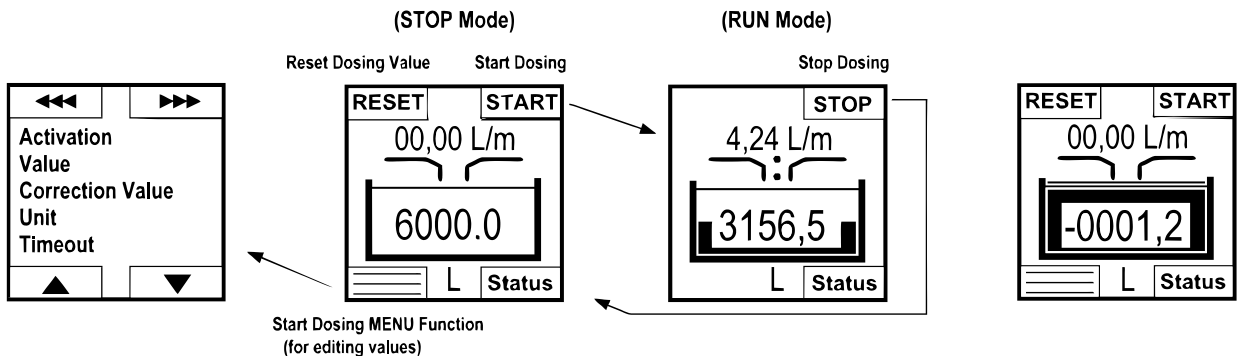 (STOP Mode)
(RUN Mode)
Reset Dosing Value
Start Dosing
Stop Dosing
Activation
Value
Correction Value
Unit
Timeout
RESET
START
00,00 L/m
6000.0
L
Status
STOP
4,24 L/m
3156,5
L
Status
RESET
START
00,00 L/m
-0001,2
L
Status
Start Dosing MENU Function
(for editing values)